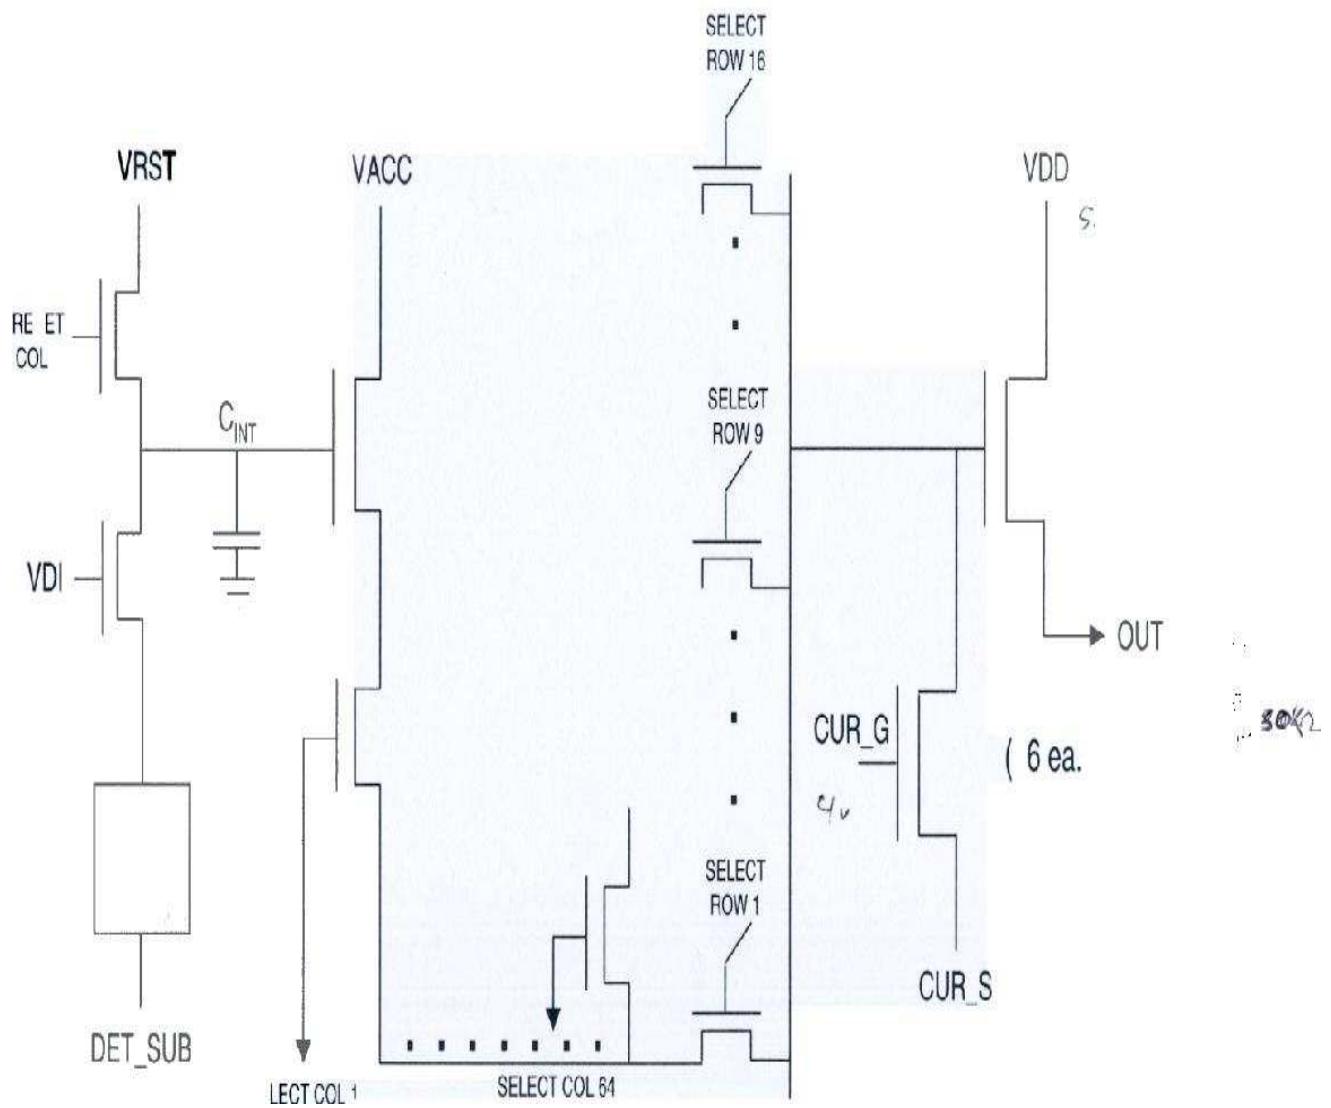 SELECT
ROW 16
VRST
VACC
VDD
RE ET
COL
C_INT
SELECT
ROW 9
VDI
OUT
CUR_G
( 6 ea.
SELECT
ROW 1
CUR_S
DET_SUB
LECT COL 1
SELECT COL 64